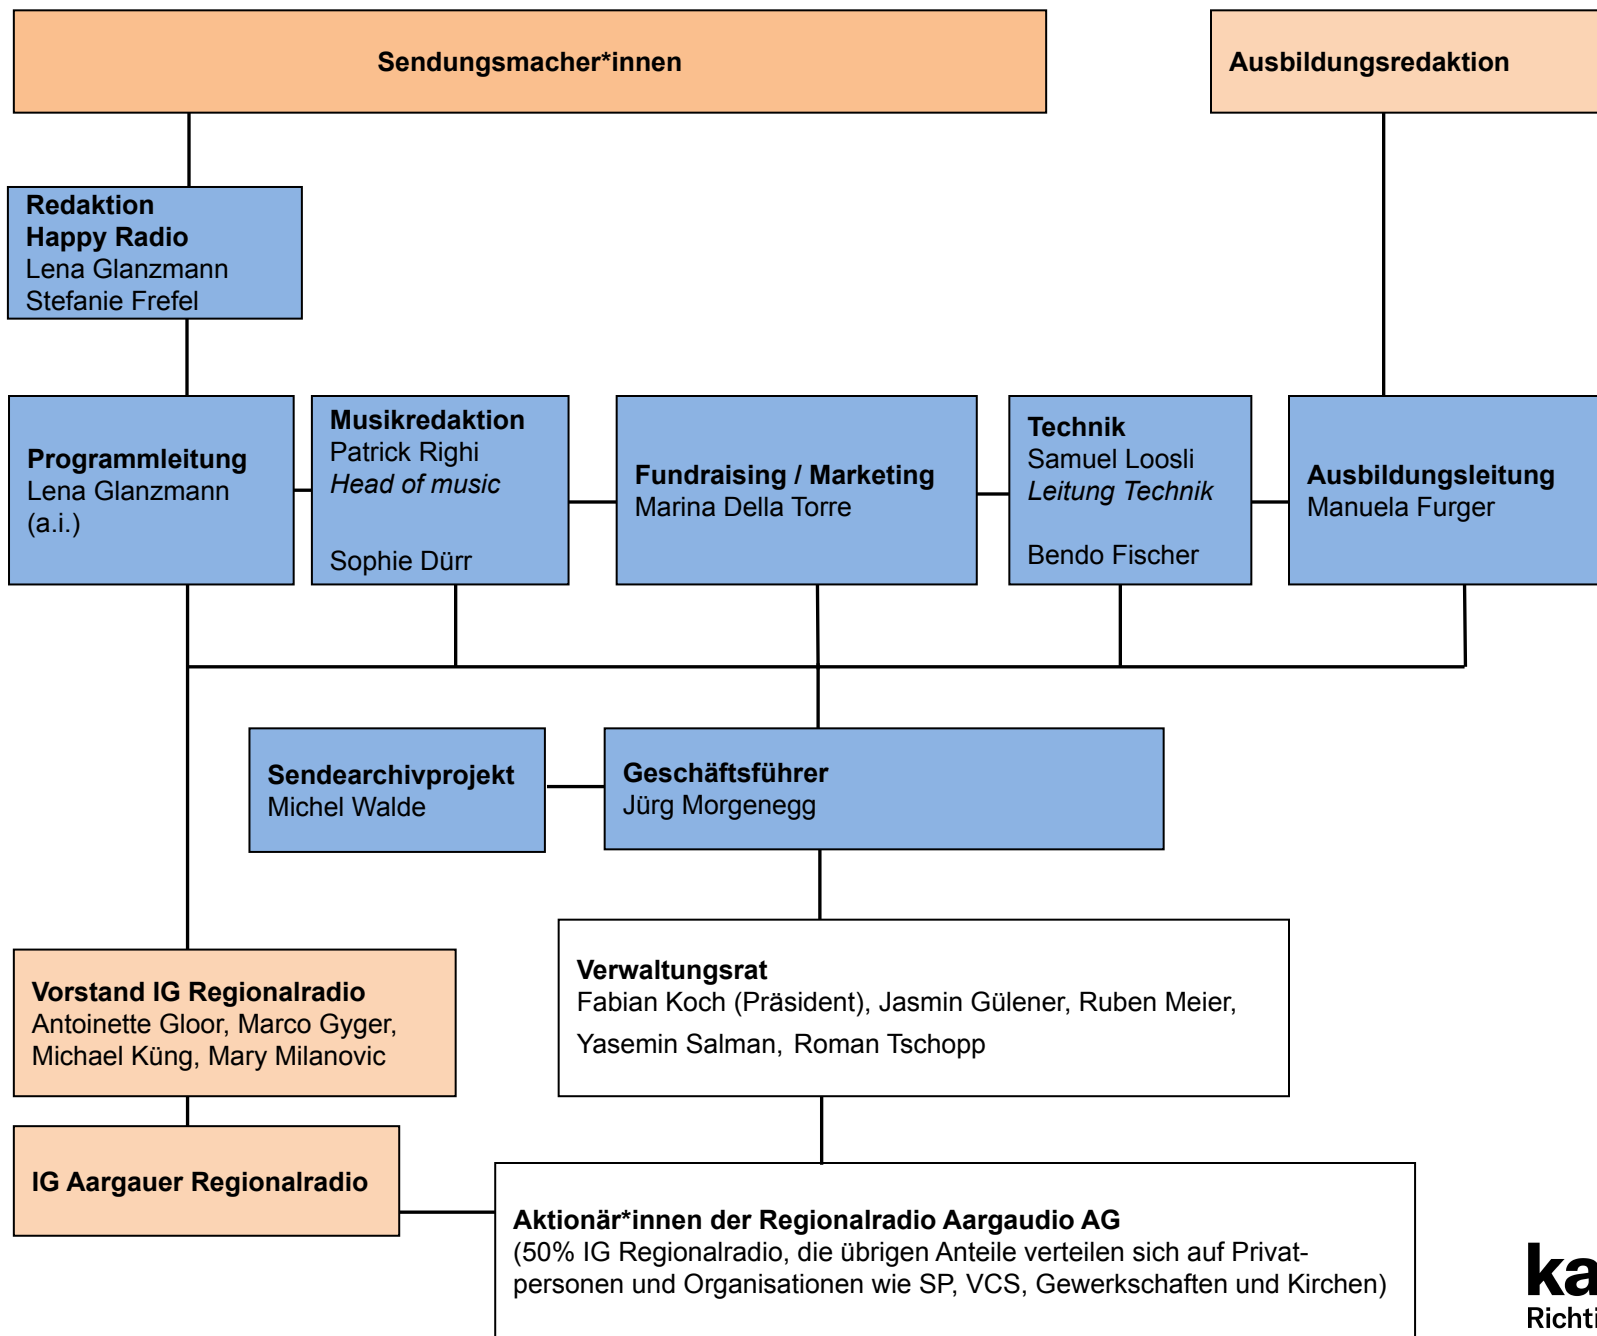 Sendungsmacher*innen
Ausbildungsredaktion
Redaktion
Happy Radio
Lena Glanzmann
Stefanie Frefel
Programmleitung
Lena Glanzmann
(a.i.)
Musikredaktion
Patrick Righi
Head of music
Sophie Dürr
Fundraising / Marketing
Marina Della Torre
Technik
Samuel Loosli
Leitung Technik
Bendo Fischer
Ausbildungsleitung
Manuela Furger
Sendearchivprojekt
Michel Walde
Geschäftsführer
Jürg Morgenegg
Vorstand IG Regionalradio
Antoinette Gloor, Marco Gyger,
Michael Küng, Mary Milanovic
Verwaltungsrat
Fabian Koch (Präsident), Jasmin Gülener, Ruben Meier,
Yasemin Salman, Roman Tschopp
IG Aargauer Regionalradio
Aktionär*innen der Regionalradio Aargaudio AG
(50% IG Regionalradio, die übrigen Anteile verteilen sich auf Privat-
personen und Organisationen wie SP, VCS, Gewerkschaften und Kirchen)